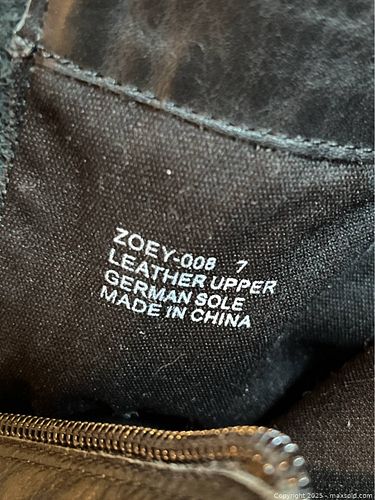 ZOEY-008 7
LEATHER UPPER
GERMAN SOLE
MADE IN CHINA
Copyright 2025 - maxsold.com